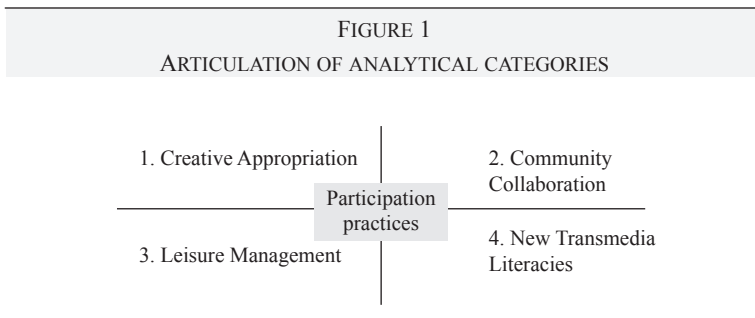 FIGURE 1
ARTICULATION OF ANALYTICAL CATEGORIES
1. Creative Appropriation
2. Community
Collaboration
Participation
practices
3. Leisure Management
4. New Transmedia
Literacies